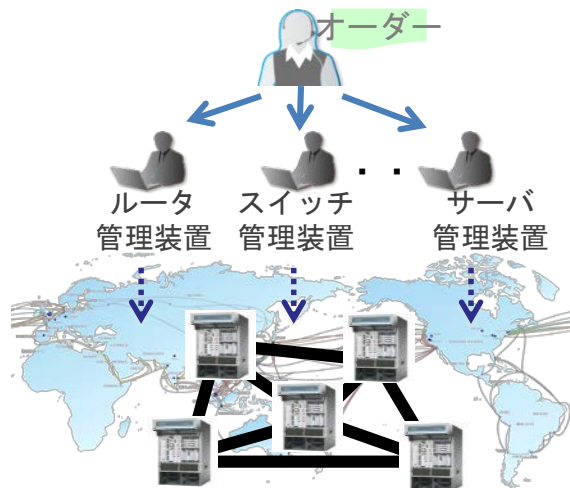 オーダー
・・
ルータ スイッチ サーバ
管理装置 管理装置 管理装置